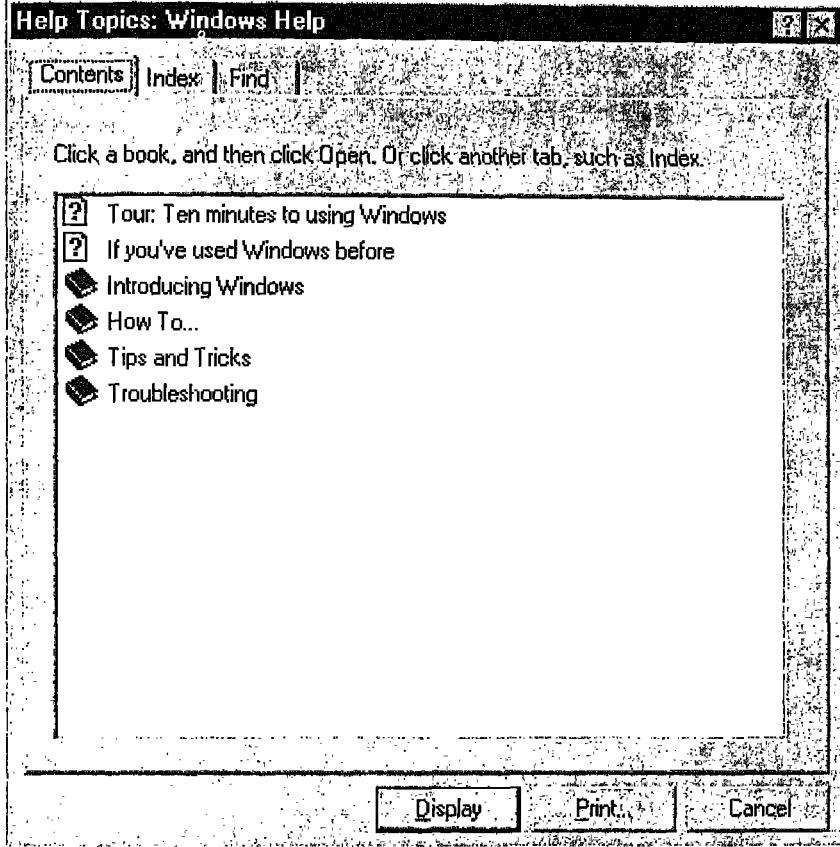 Help Topics: Windows Help
Contents Index Find
Click a book, and then click Open. Or click another tab, such as Index.
? Tour: Ten minutes to using Windows
? If you've used Windows before
Introducing Windows
How To...
Tips and Tricks
Troubleshooting
Display Print... Cancel